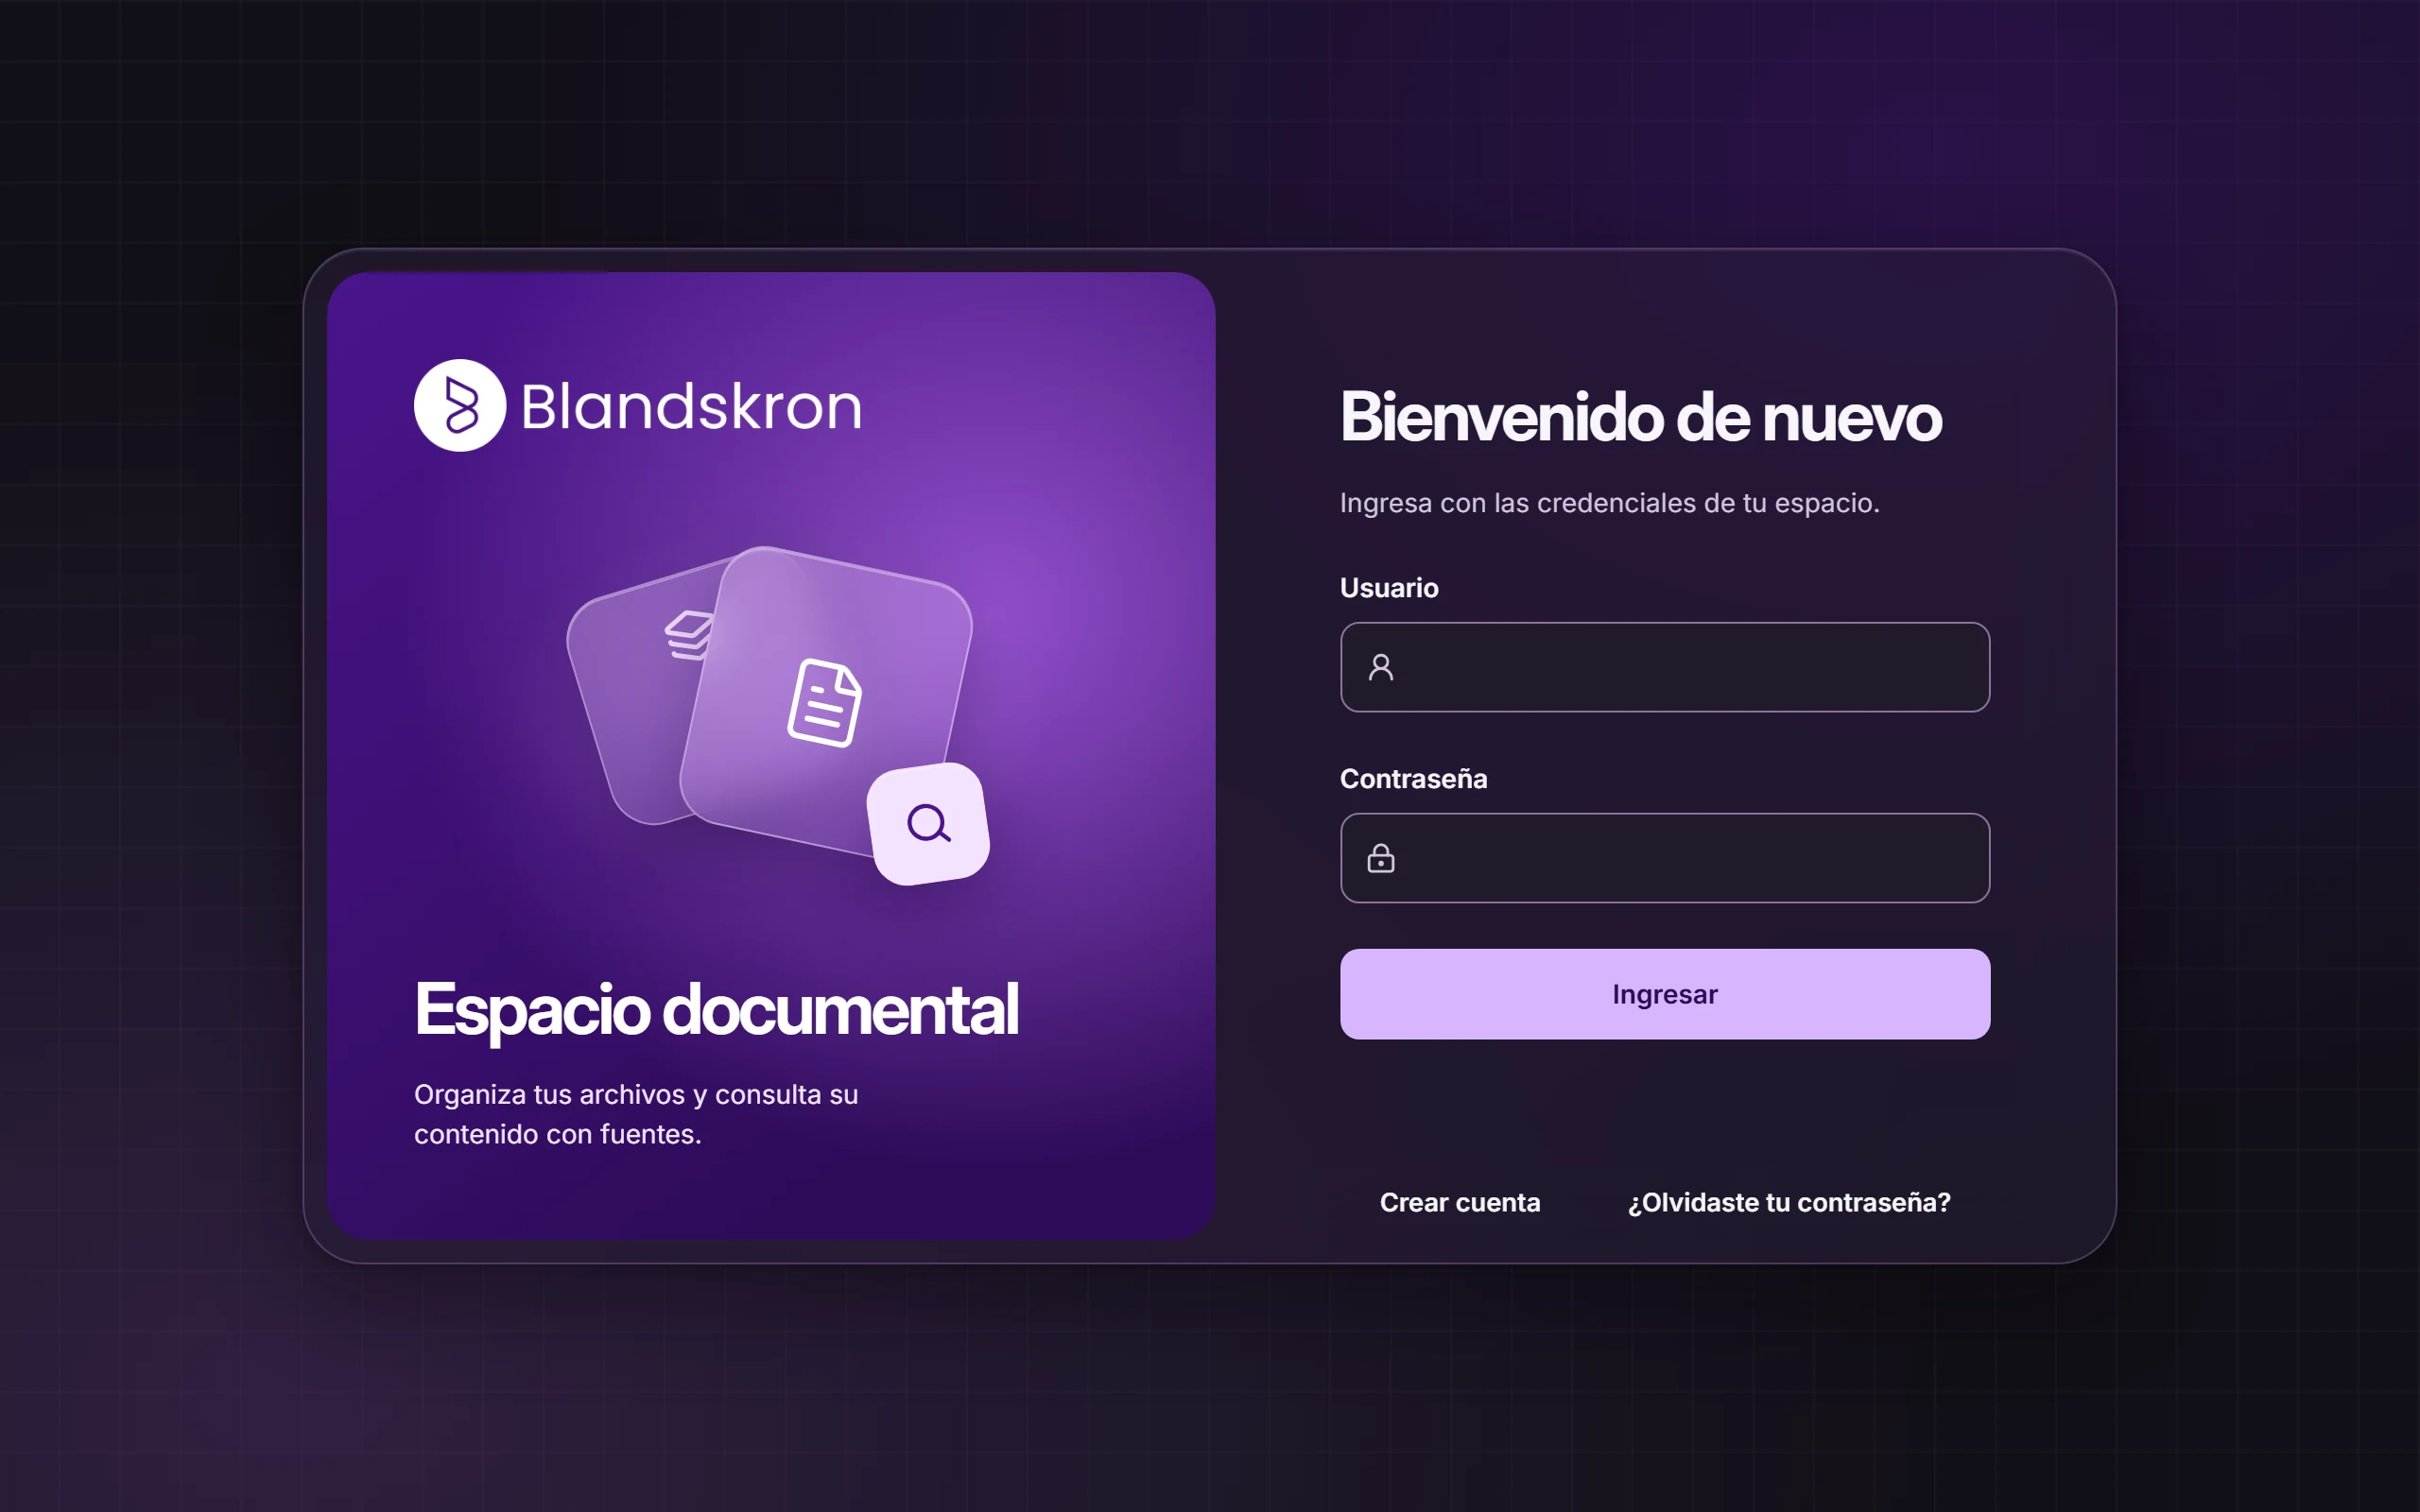 Blandskron
Espacio documental
Organiza tus archivos y consulta su
contenido con fuentes.
Bienvenido de nuevo
Ingresa con las credenciales de tu espacio.
Usuario
Contraseña
Ingresar
Crear cuenta
¿Olvidaste tu contraseña?